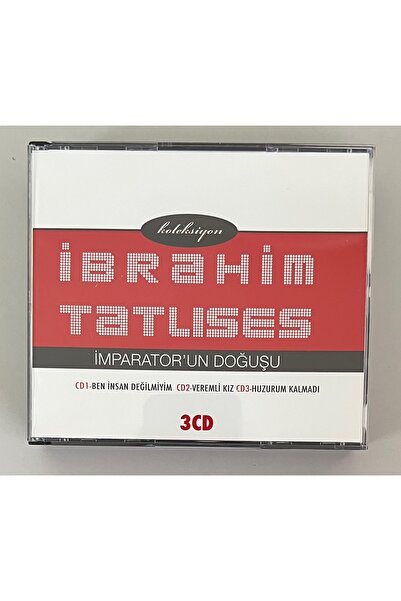 koleksiyon
İBRAHİM
TATLISES
İMPARATOR'UN DOĞUŞU
CD1-BEN İNSAN DEĞİLMİYİM CD2-VEREMLİ KIZ CD3-HUZURUM KALMADI
3CD